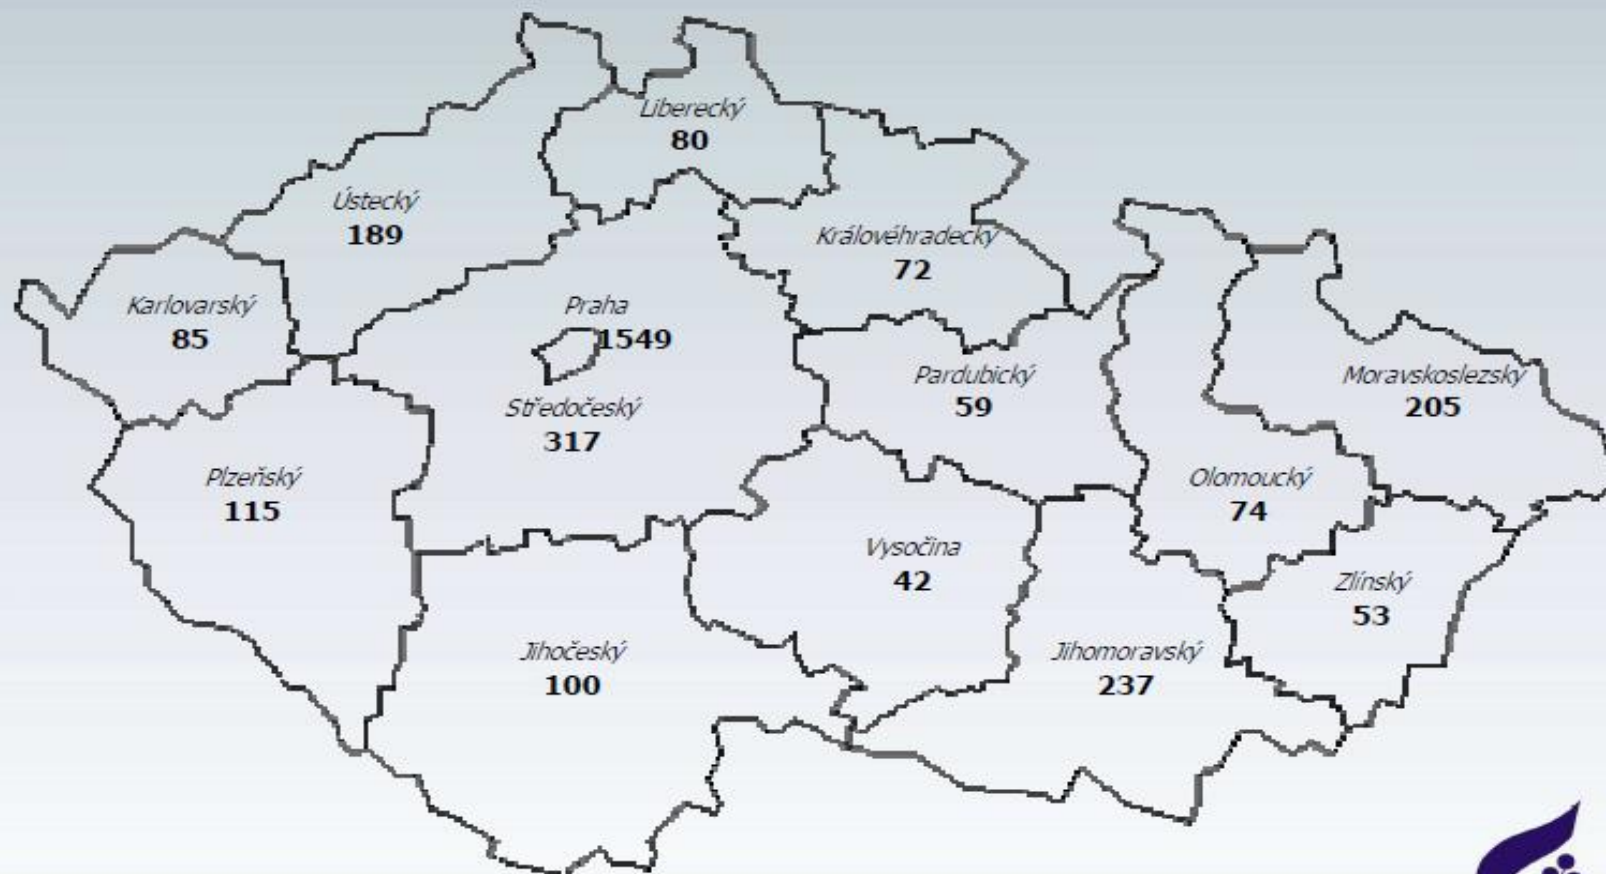 Liberecký
80
Ústecký
189
Královéhradecký
72
Karlovarský
85
Praha
1549
Pardubický
59
Moravskoslezský
205
Středočeský
317
Plzeňský
115
Olomoucký
74
Vysočina
42
Zlínský
53
Jihočeský
100
Jihomoravský
237